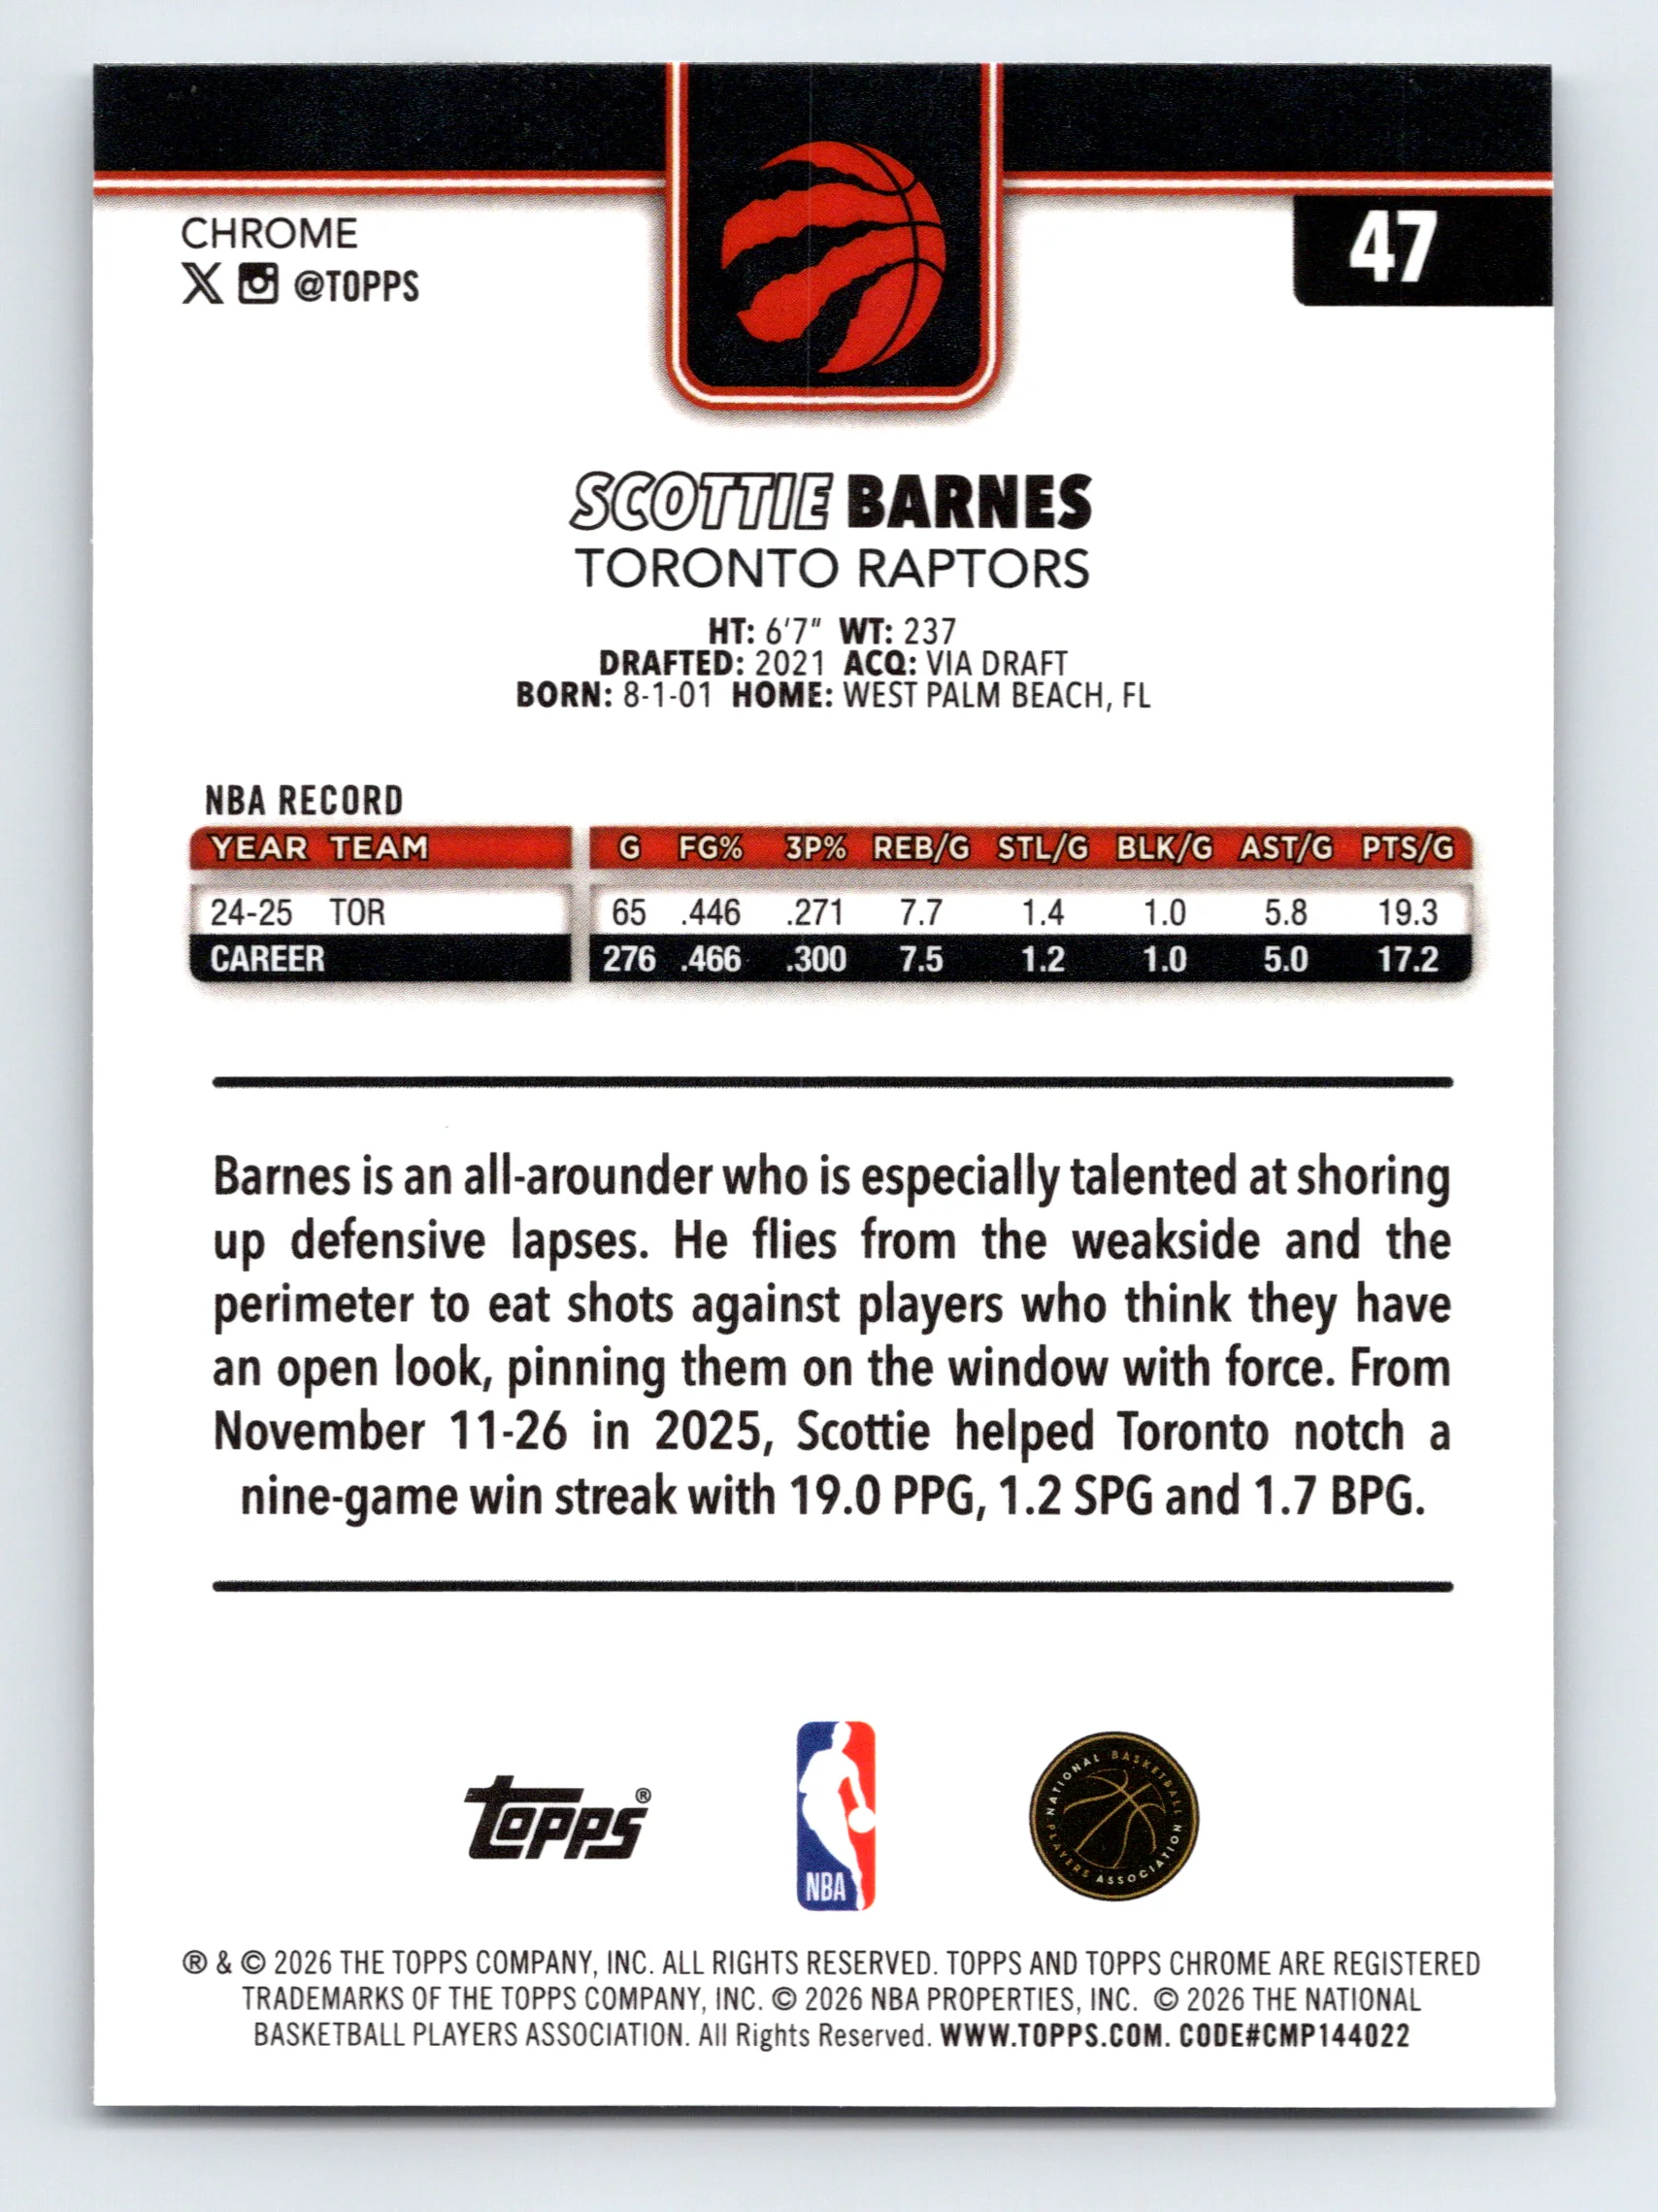 CHROME
X @TOPPS
47
SCOTTIE BARNES
TORONTO RAPTORS
HT: 6'7" WT: 237
DRAFTED: 2021 ACQ: VIA DRAFT
BORN: 8-1-01 HOME: WEST PALM BEACH, FL
NBA RECORD
YEAR TEAM G FG% 3P% REB/G STL/G BLK/G AST/G PTS/G
24-25 TOR 65 .446 .271 7.7 1.4 1.0 5.8 19.3
CAREER 276 .466 .300 7.5 1.2 1.0 5.0 17.2
Barnes is an all-arounder who is especially talented at shoring
up defensive lapses. He flies from the weakside and the
perimeter to eat shots against players who think they have
an open look, pinning them on the window with force. From
November 11-26 in 2025, Scottie helped Toronto notch a
nine-game win streak with 19.0 PPG, 1.2 SPG and 1.7 BPG.
Topps®
NBA
NATIONAL BASKETBALL PLAYERS ASSOCIATION
® & © 2026 THE TOPPS COMPANY, INC. ALL RIGHTS RESERVED. TOPPS AND TOPPS CHROME ARE REGISTERED
TRADEMARKS OF THE TOPPS COMPANY, INC. © 2026 NBA PROPERTIES, INC. © 2026 THE NATIONAL
BASKETBALL PLAYERS ASSOCIATION. All Rights Reserved. WWW.TOPPS.COM. CODE#CMP144022